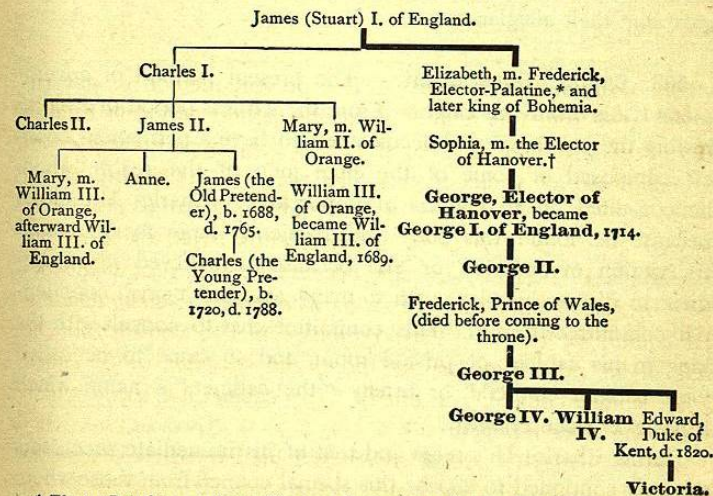 James (Stuart) I. of England.
Charles I.
Elizabeth, m. Frederick,
Elector-Palatine,* and
later king of Bohemia.
Charles II.
James II.
Mary, m. Wil-
liam II. of
Orange.
Sophia, m. the Elector
of Hanover.†
Mary, m.
William III.
of Orange,
afterward Wil-
liam III. of
England.
Anne.
James (the
Old Pretend-
er), b. 1688,
d. 1765.
Charles (the
Young Pre-
tender), b.
1720, d. 1788.
William III.
of Orange,
became Wil-
liam III. of
England, 1689.
George, Elector of
Hanover, became
George I. of England, 1714.
George II.
Frederick, Prince of Wales,
(died before coming to the
throne).
George III.
George IV.
William
IV.
Edward,
Duke of
Kent, d. 1820.
Victoria.